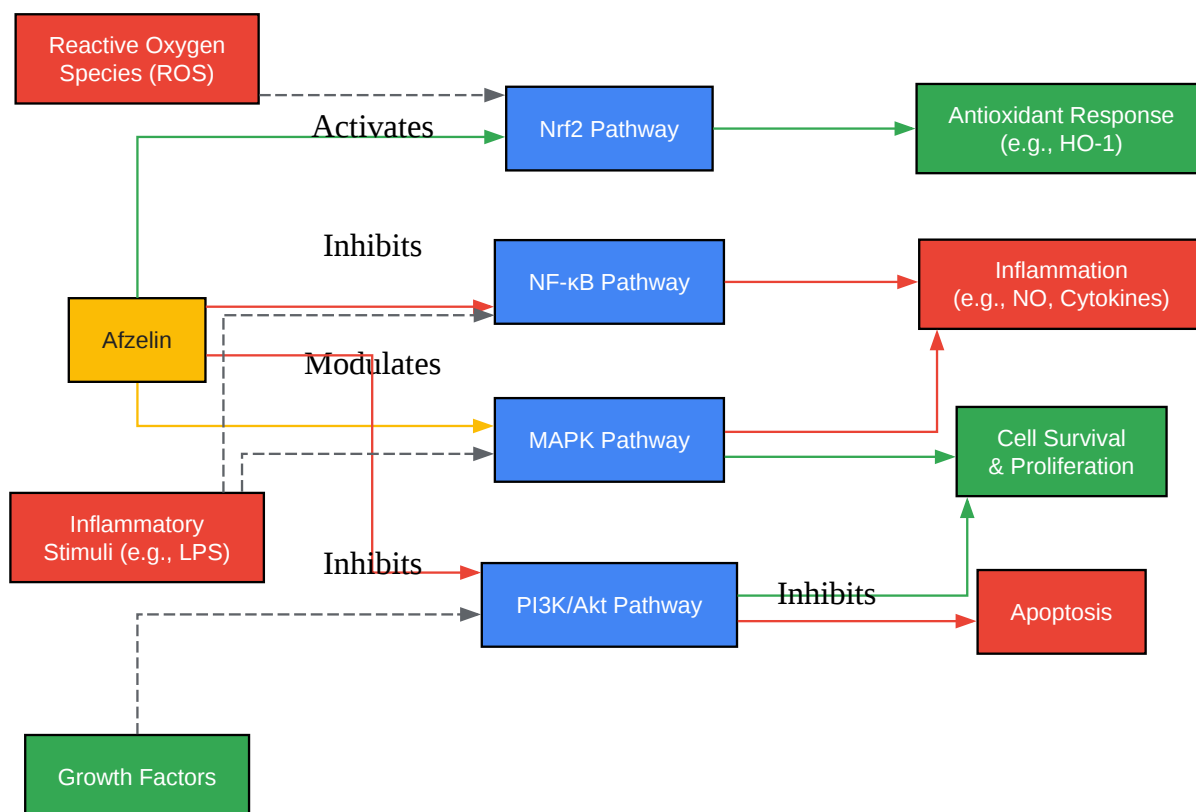 Reactive Oxygen
Species (ROS)
Activates
Nrf2 Pathway
Antioxidant Response
(e.g., HO-1)
Inhibits
NF-κB Pathway
Inflammation
(e.g., NO, Cytokines)
Afzelin
Modulates
MAPK Pathway
Cell Survival
& Proliferation
Inflammatory
Stimuli (e.g., LPS)
Inhibits
PI3K/Akt Pathway
Inhibits
Apoptosis
Growth Factors